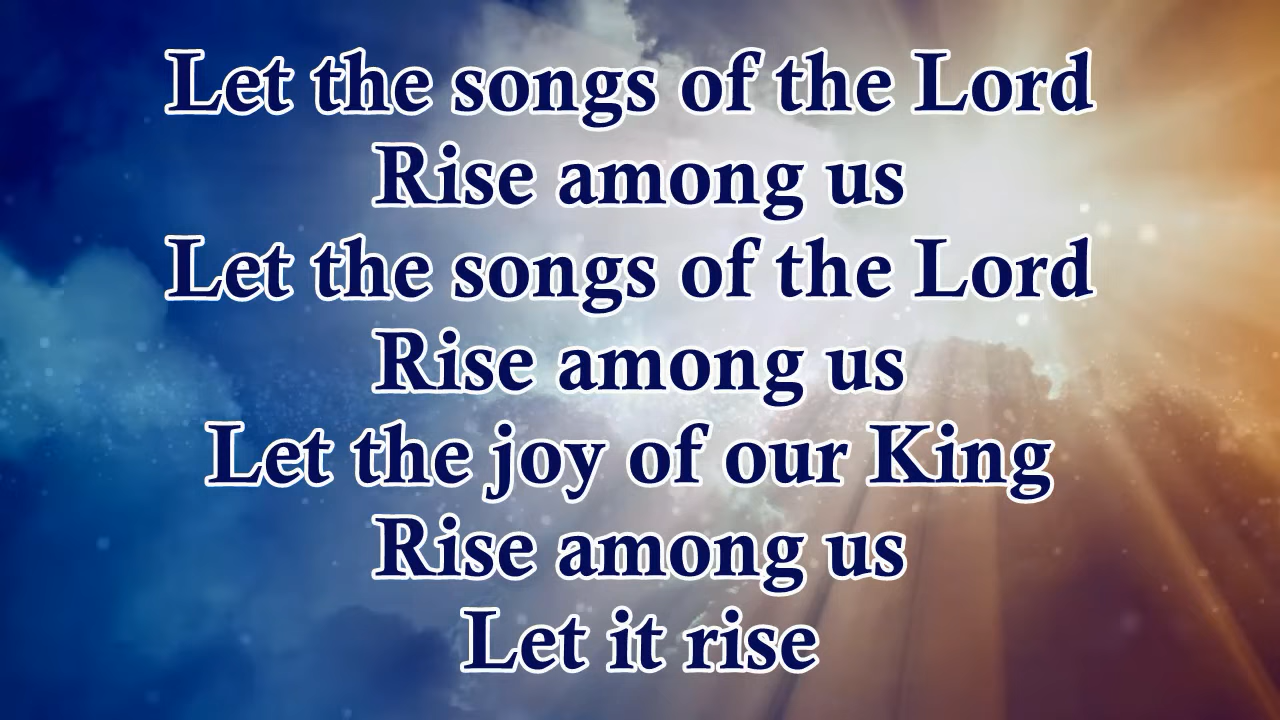 Let the songs of the Lord
Rise among us
Let the songs of the Lord
Rise among us
Let the joy of our King
Rise among us
Let it rise